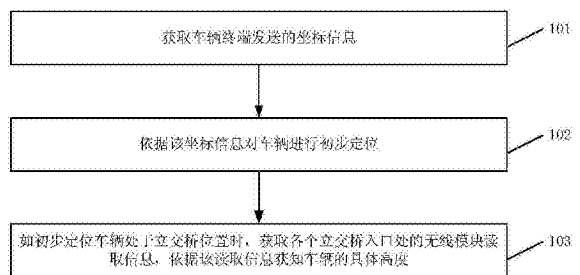 获取车辆终端发送的坐标信息
101
依据该坐标信息对车辆进行初步定位
102
如初步定位车辆处于立交桥位置时，获取各个立交桥入口处的无线模块读
取信息，依据该读取信息获知车辆的具体高度
103